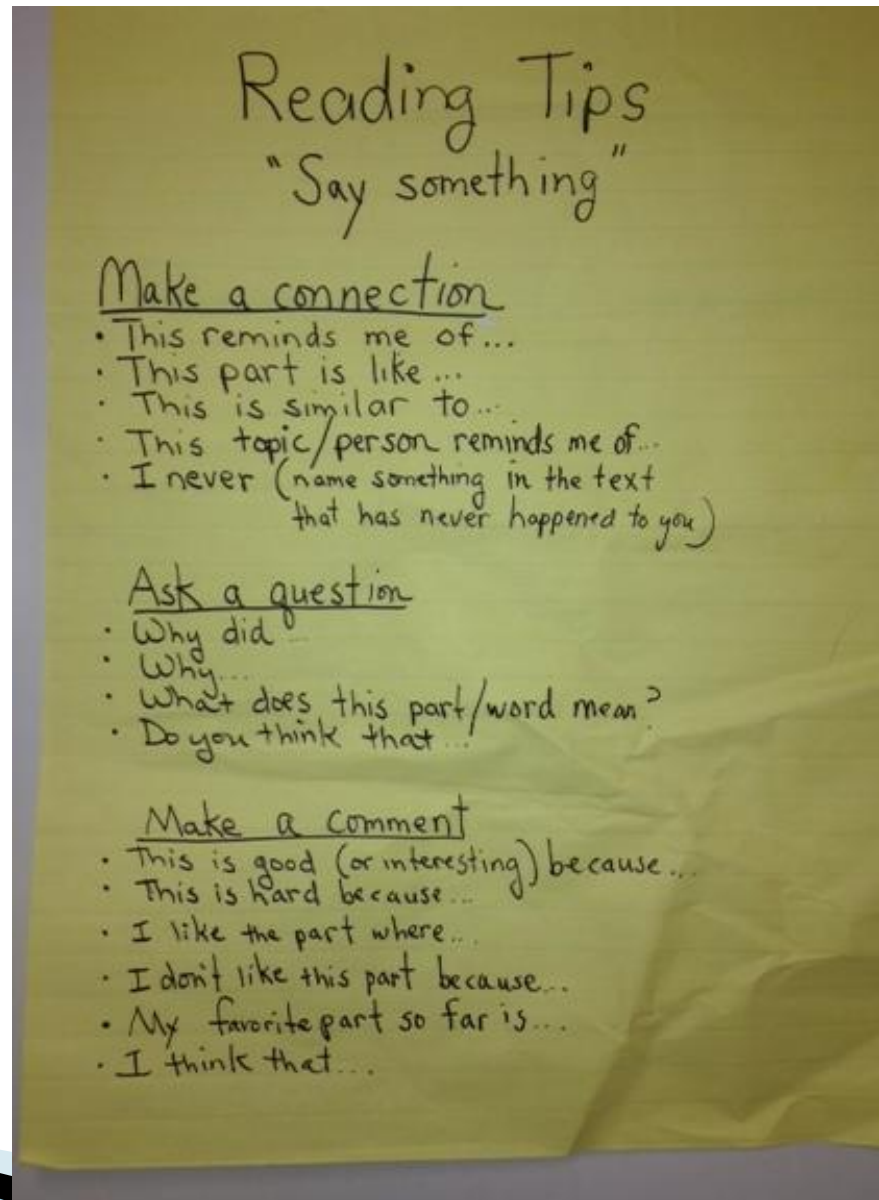 Reading Tips
"Say something"
Make a connection
• This reminds me of...
• This part is like...
• This is similar to...
• This topic/person reminds me of...
• I never (name something in the text
that has never happened to you)
Ask a question
• Why did...
• Why...
• What does this part/word mean?
• Do you think that...
Make a comment
• This is good (or interesting) because...
• This is hard because...
• I like the part where...
• I don't like this part because...
• My favorite part so far is...
• I think that...